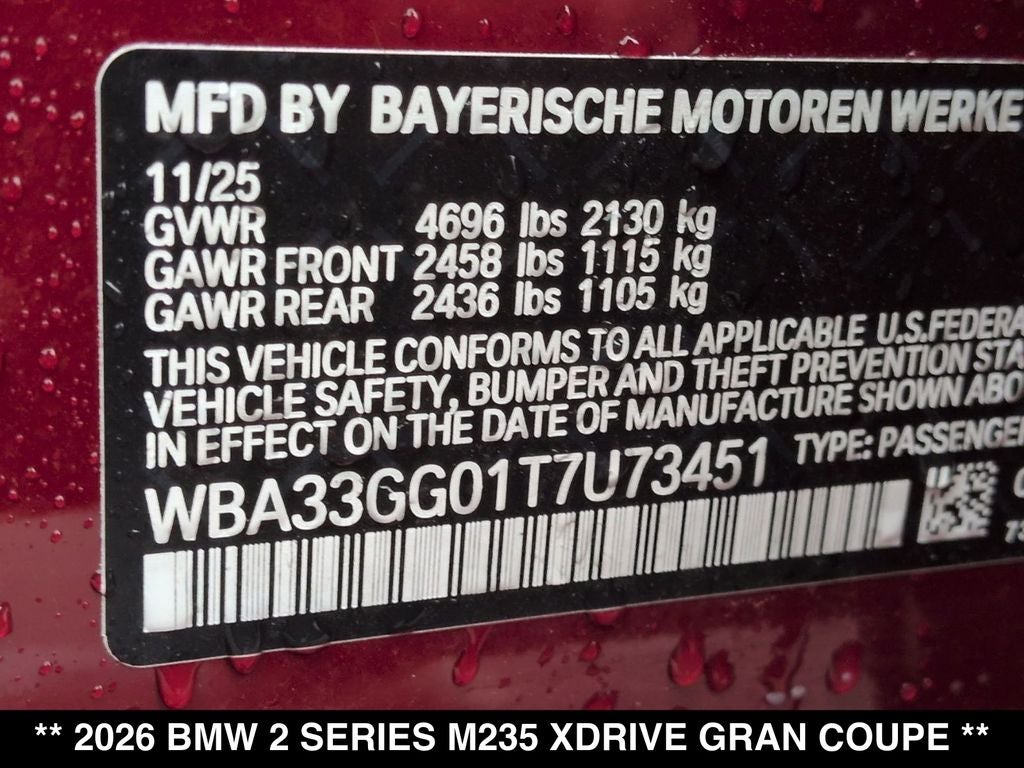 MFD BY BAYERISCHE MOTOREN WERKE
11/25
GVWR 4696 lbs 2130 kg
GAWR FRONT 2458 lbs 1115 kg
GAWR REAR 2436 lbs 1105 kg
THIS VEHICLE CONFORMS TO ALL APPLICABLE U.S.FEDERA
VEHICLE SAFETY, BUMPER AND THEFT PREVENTION STA
IN EFFECT ON THE DATE OF MANUFACTURE SHOWN ABO
WBA33GG01T7U73451 TYPE: PASSENGE
** 2026 BMW 2 SERIES M235 XDRIVE GRAN COUPE **